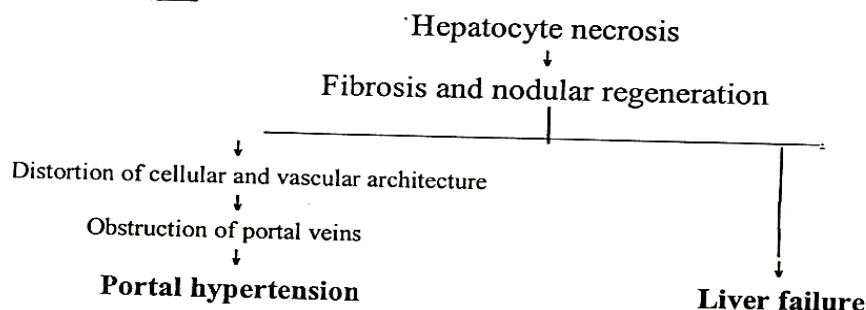 Hepatocyte necrosis
↓
Fibrosis and nodular regeneration
↓
Distortion of cellular and vascular architecture
↓
Obstruction of portal veins
↓
Portal hypertension
↓
Liver failure